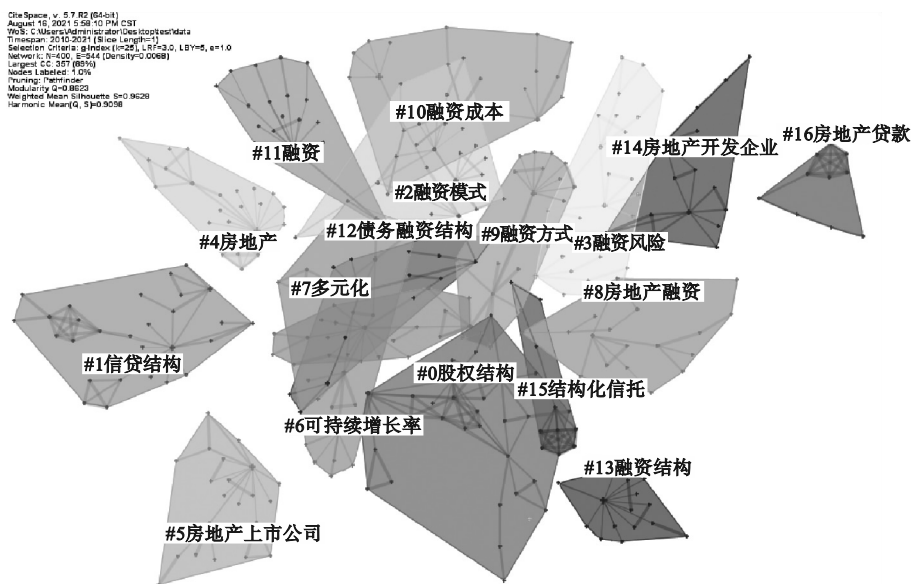 CiteSpace, v. 5.7.R2 (64-bit)
August 16, 2021 5:58:10 PM CST
WoS: C:\Users\Administrator\Desktop\test\data
Timespan: 2010-2021 (Slice Length=1)
Selection Criteria: g-index (k=25), LRF=3.0, LBY=5, e=1.0
Network: N=400, E=544 (Density=0.0068)
Largest CC: 357 (89%)
Nodes Labeled: 1.0%
Pruning: Pathfinder
Modularity Q=0.8623
Weighted Mean Silhouette S=0.9628
Harmonic Mean(Q, S)=0.9098
#10融资成本
#11融资
#14房地产开发企业
#16房地产贷款
#2融资模式
#4房地产
#12债务融资结构
#9融资方式
#3融资风险
#7多元化
#8房地产融资
#1信贷结构
#0股权结构
#15结构化信托
#6可持续增长率
#13融资结构
#5房地产上市公司